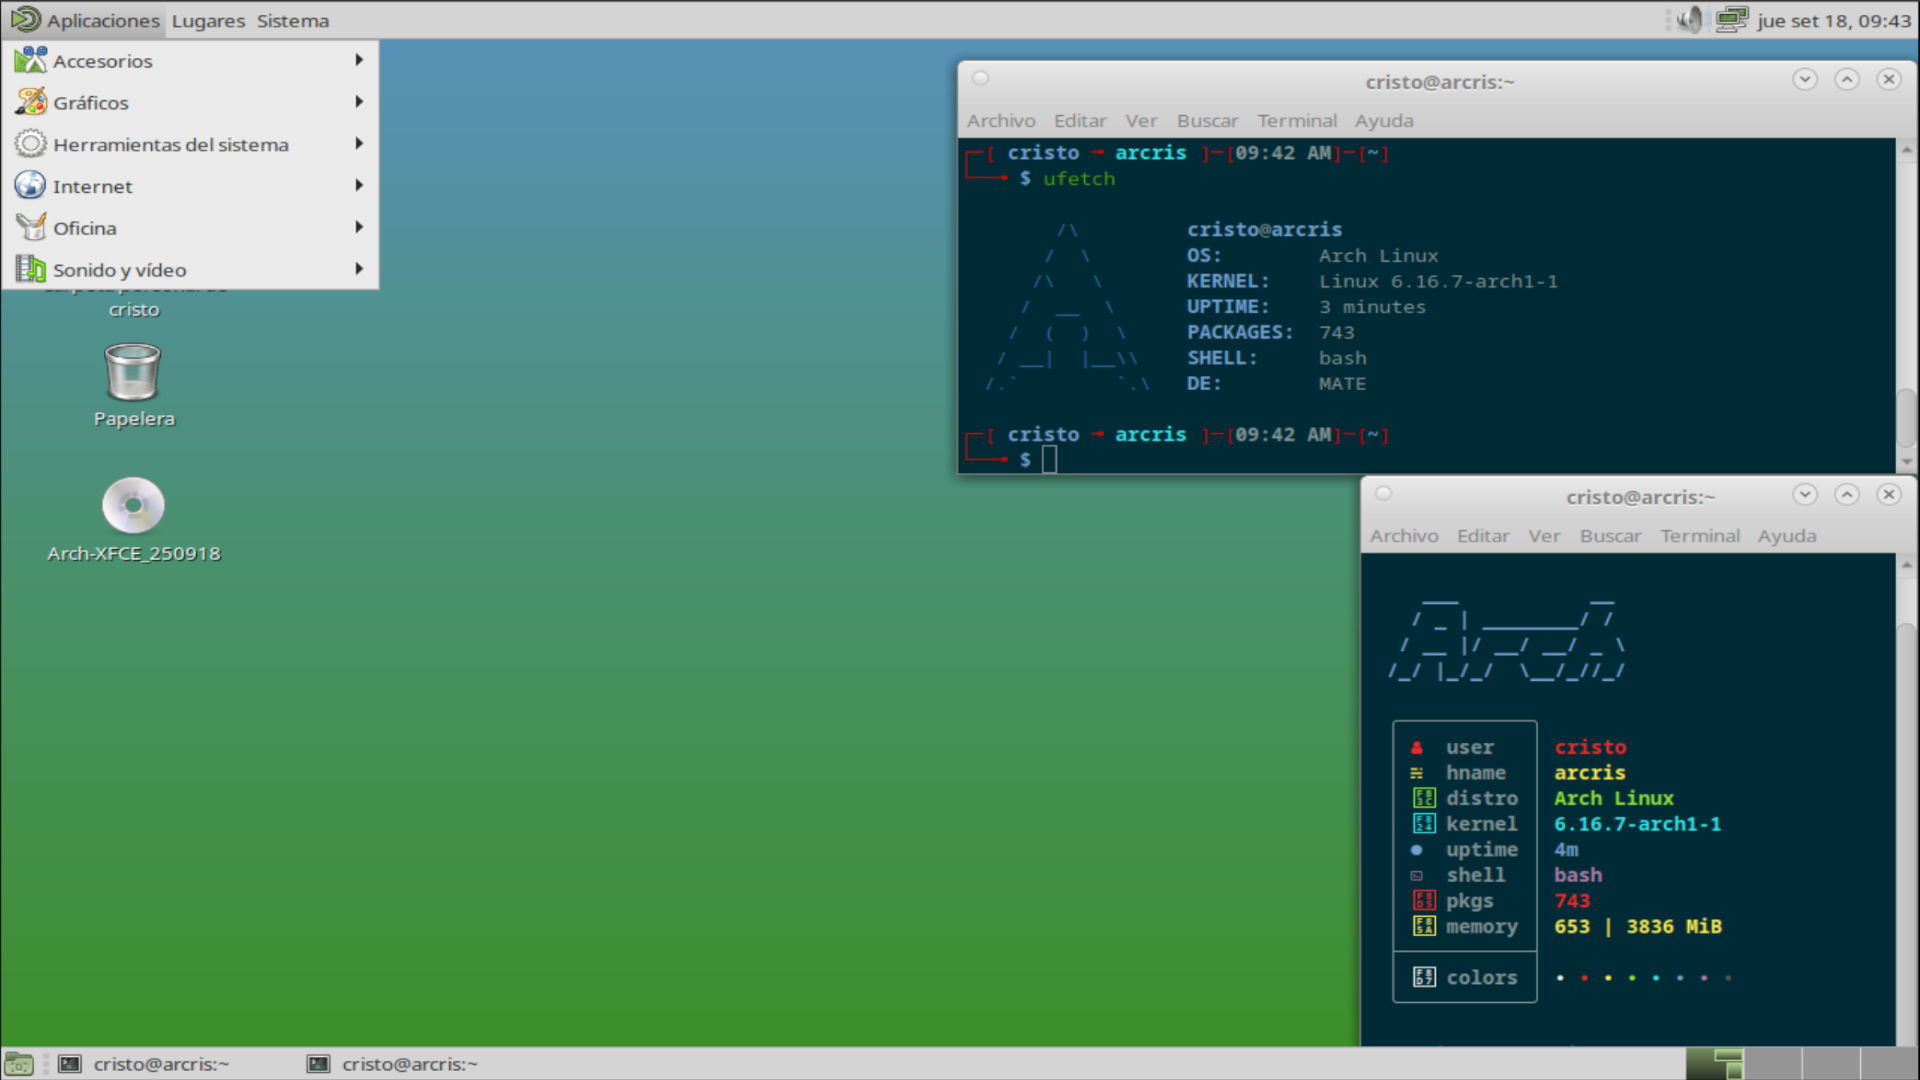 Aplicaciones Lugares Sistema
jue set 18, 09:43
Accesorios
Gráficos
Herramientas del sistema
Internet
Oficina
Sonido y vídeo
cristo
Papelera
Arch-XFCE_250918
cristo@arcris:~
Archivo Editar Ver Buscar Terminal Ayuda
[ cristo arcris ]─[09:42 AM]─[~]
$ ufetch
cristo@arcris
OS: Arch Linux
KERNEL: Linux 6.16.7-arch1-1
UPTIME: 3 minutes
PACKAGES: 743
SHELL: bash
DE: MATE
[ cristo arcris ]─[09:42 AM]─[~]
$
cristo@arcris:~
Archivo Editar Ver Buscar Terminal Ayuda
Arch
user cristo
hname arcris
distro Arch Linux
kernel 6.16.7-arch1-1
uptime 4m
shell bash
pkgs 743
memory 653 | 3836 MiB
colors
cristo@arcris:~
cristo@arcris:~